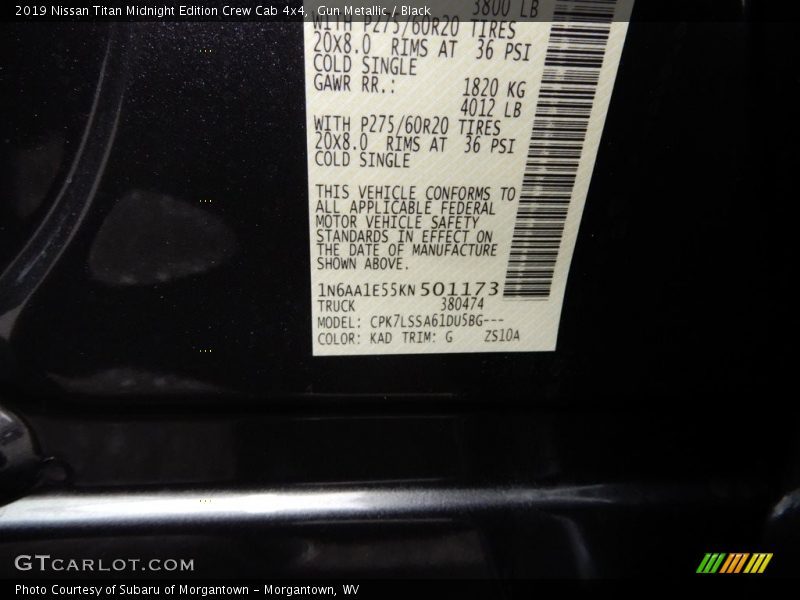 2019 Nissan Titan Midnight Edition Crew Cab 4x4, , Gun Metallic / Black
3800 LB
WITH P275/60R20 TIRES
20X8.0 RIMS AT 36 PSI
COLD SINGLE
GAWR RR.: 1820 KG
4012 LB
WITH P275/60R20 TIRES
20X8.0 RIMS AT 36 PSI
COLD SINGLE
THIS VEHICLE CONFORMS TO
ALL APPLICABLE FEDERAL
MOTOR VEHICLE SAFETY
STANDARDS IN EFFECT ON
THE DATE OF MANUFACTURE
SHOWN ABOVE.
1N6AA1E55KN501173
TRUCK 380474
MODEL: CPK7LSSA61DU5BG---
COLOR: KAD TRIM: G ZS10A
GTCARLOT.COM
Photo Courtesy of Subaru of Morgantown - Morgantown, WV